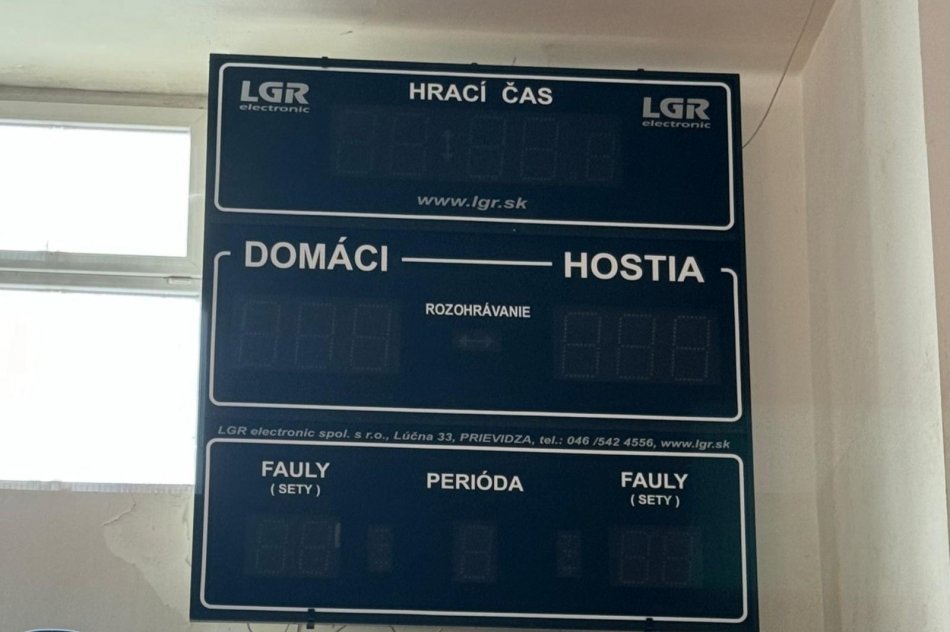 LGR
electronic
HRACÍ ČAS
LGR
electronic
www.lgr.sk
DOMÁCI
HOSTIA
ROZOHRÁVANIE
LGR electronic spol. s r.o., Lúčna 33, PRIEVIDZA, tel.: 046 /542 4556, www.lgr.sk
FAULY
( SETY )
PERIÓDA
FAULY
( SETY )